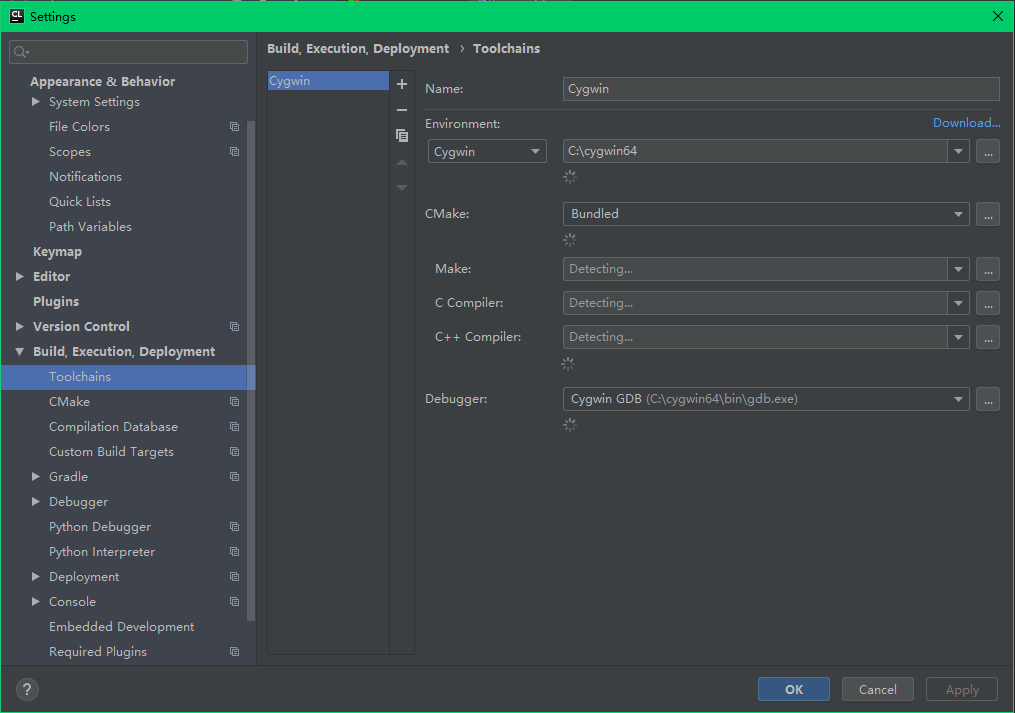 CL Settings
Appearance & Behavior
System Settings
File Colors
Scopes
Notifications
Quick Lists
Path Variables
Keymap
Editor
Plugins
Version Control
Build, Execution, Deployment
Toolchains
CMake
Compilation Database
Custom Build Targets
Gradle
Debugger
Python Debugger
Python Interpreter
Deployment
Console
Embedded Development
Required Plugins
Build, Execution, Deployment › Toolchains
Cygwin
Name: Cygwin
Environment: Download...
Cygwin C:\cygwin64 ...
CMake: Bundled ...
Make: Detecting... ...
C Compiler: Detecting... ...
C++ Compiler: Detecting... ...
Debugger: Cygwin GDB (C:\cygwin64\bin\gdb.exe) ...
? OK Cancel Apply